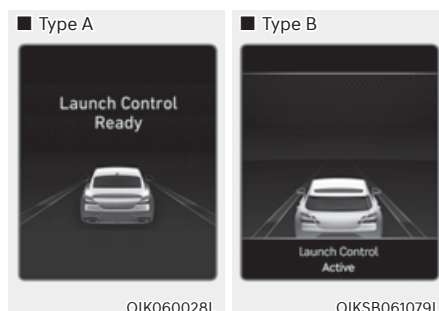 ■ Type A
Launch Control
Ready
OIK060028L
■ Type B
Launch Control
Active
OIKSB061079L